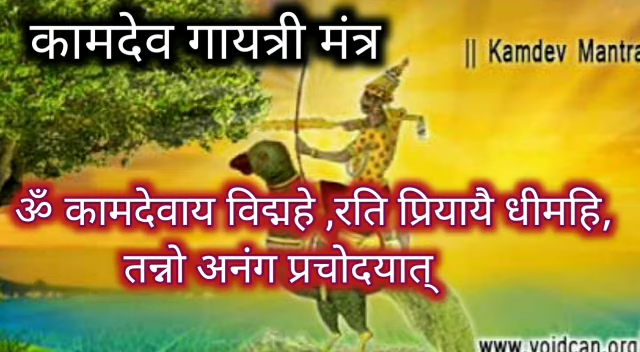 कामदेव गायत्री मंत्र
|| Kamdev Mantra
ॐ कामदेवाय विद्महे ,रति प्रियायै धीमहि,
तन्नो अनंग प्रचोदयात्
www.voidcan.org